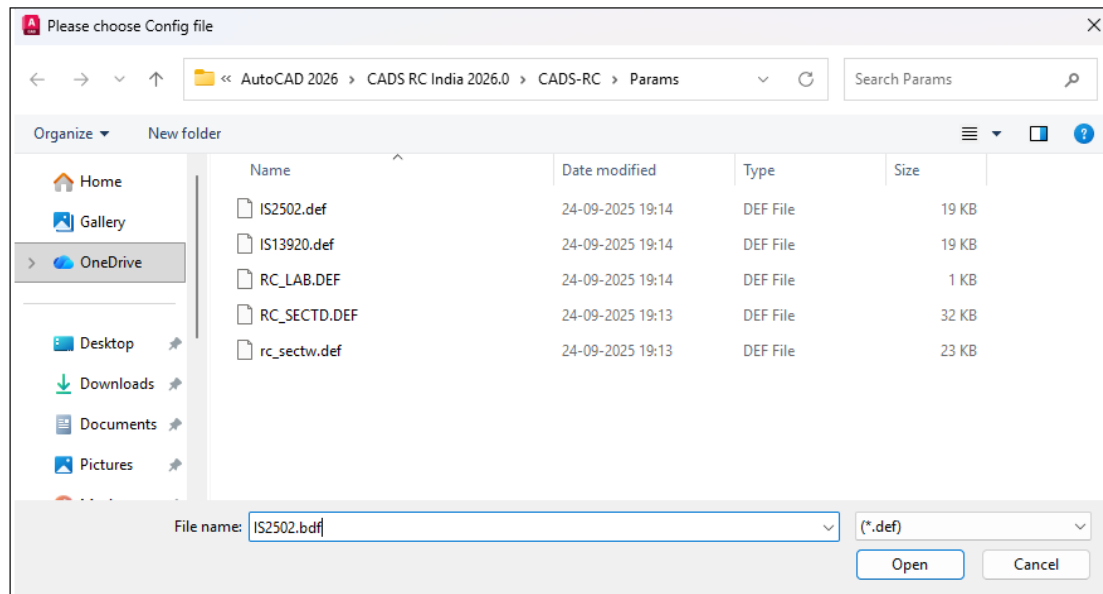 Please choose Config file
« AutoCAD 2026 > CADS RC India 2026.0 > CADS-RC > Params
Search Params
Organize
New folder
Name Date modified Type Size
Home
Gallery
OneDrive
Desktop
Downloads
Documents
Pictures
IS2502.def 24-09-2025 19:14 DEF File 19 KB
IS13920.def 24-09-2025 19:14 DEF File 19 KB
RC_LAB.DEF 24-09-2025 19:14 DEF File 1 KB
RC_SECTD.DEF 24-09-2025 19:13 DEF File 32 KB
rc_sectw.def 24-09-2025 19:13 DEF File 23 KB
File name: IS2502.bdf
(*.def)
Open
Cancel